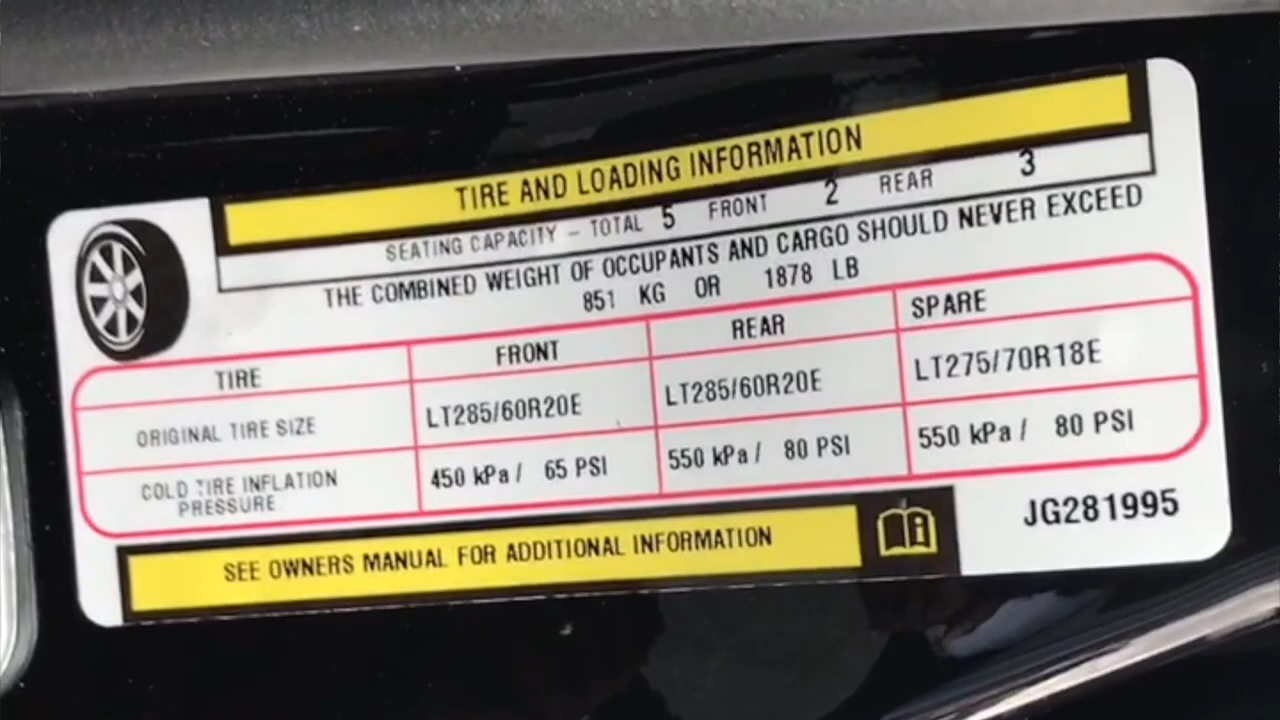 TIRE AND LOADING INFORMATION
SEATING CAPACITY – TOTAL 5 FRONT 2 REAR 3
THE COMBINED WEIGHT OF OCCUPANTS AND CARGO SHOULD NEVER EXCEED
851 KG OR 1878 LB
TIRE FRONT REAR SPARE
ORIGINAL TIRE SIZE LT285/60R20E LT285/60R20E LT275/70R18E
COLD TIRE INFLATION PRESSURE 450 kPa / 65 PSI 550 kPa / 80 PSI 550 kPa / 80 PSI
SEE OWNERS MANUAL FOR ADDITIONAL INFORMATION
JG281995